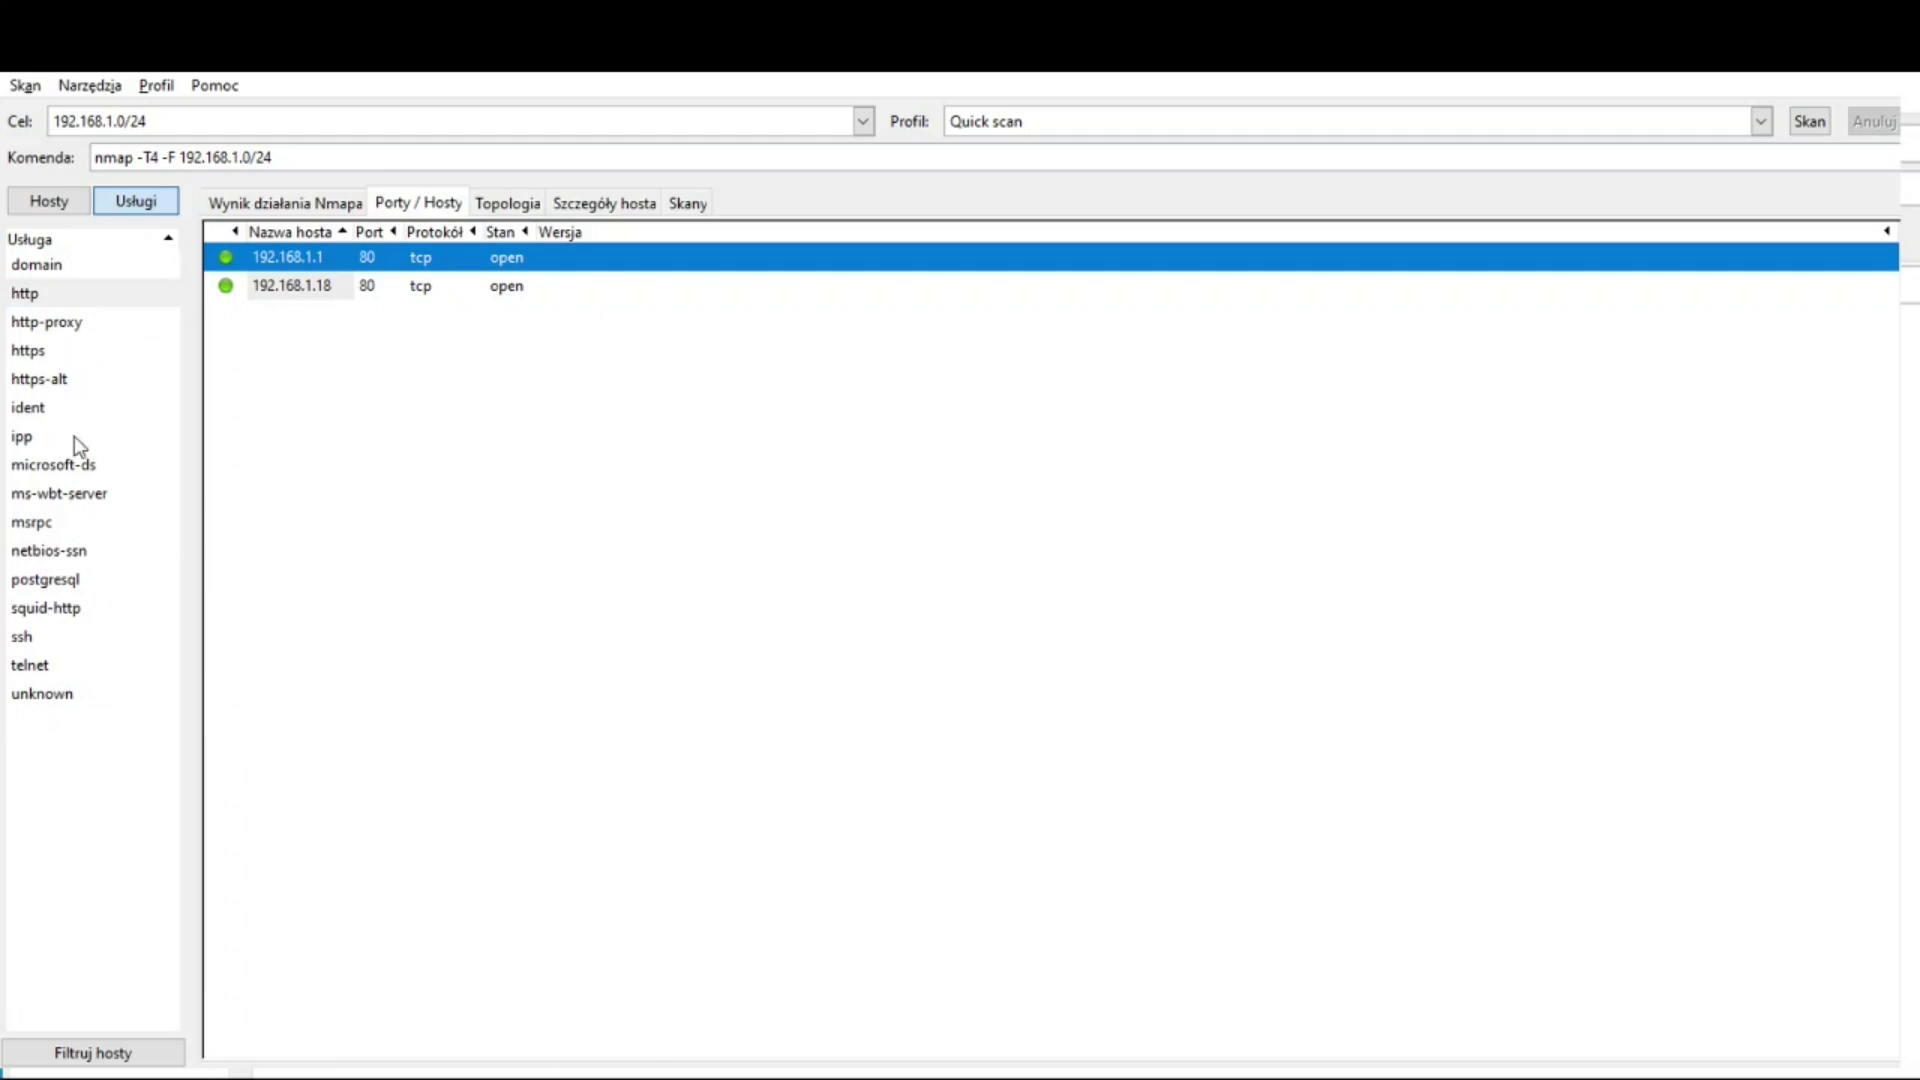 Skan Narzędzia Profil Pomoc
Cel: 192.168.1.0/24 Profil: Quick scan Skan Anuluj
Komenda: nmap -T4 -F 192.168.1.0/24
Hosty Usługi Wynik działania Nmapa Porty / Hosty Topologia Szczegóły hosta Skany
Usługa Nazwa hosta Port Protokół Stan Wersja
192.168.1.1 80 tcp open
192.168.1.18 80 tcp open
domain
http
http-proxy
https
https-alt
ident
ipp
microsoft-ds
ms-wbt-server
msrpc
netbios-ssn
postgresql
squid-http
ssh
telnet
unknown
Filtruj hosty